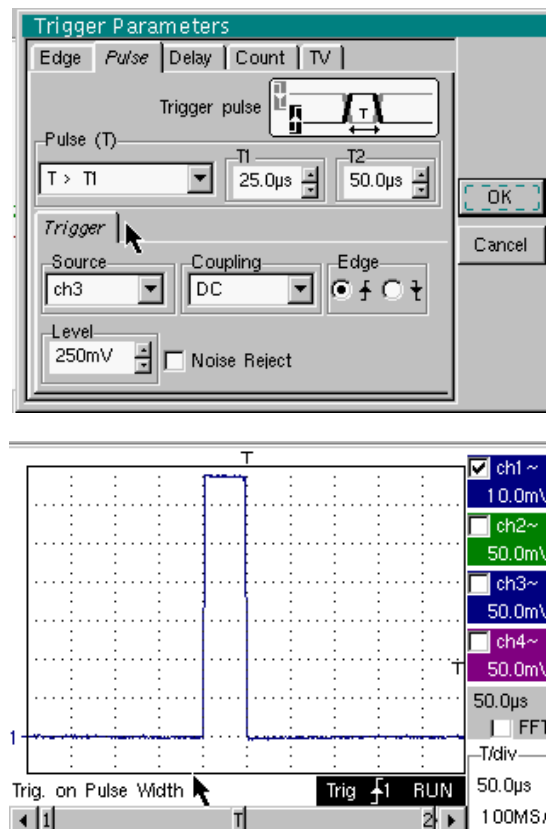 Trigger Parameters
Edge Pulse Delay Count TV
Trigger pulse T
Pulse (T)
T1 T2
T > T1 25.0µs 50.0µs
OK
Trigger
Cancel
Source Coupling Edge
ch3 DC
Level
250mV Noise Reject
T
ch1~
10.0mV
ch2~
50.0mV
ch3~
50.0mV
ch4~
T 50.0mV
50.0µs
FFT
1
T/div
Trig. on Pulse Width Trig 1 RUN 50.0µs
1 T 2 100MS/